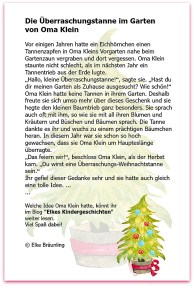 Die Überraschungstanne im Garten
von Oma Klein
Vor einigen Jahren hatte ein Eichhörnchen einen
Tannenzapfen in Oma Kleins Vorgarten nahe beim
Gartenzaun vergraben und dort vergessen. Oma Klein
staunte nicht schlecht, als im nächsten Jahr ein
Tannentrieb aus der Erde lugte.
„Hallo, kleine Überraschungstanne!“, sagte sie. „Hast du
dir meinen Garten als Zuhause ausgesucht? Wie schön!“
Oma Klein hatte keine Tannen in ihrem Garten. Deshalb
freute sie sich umso mehr über dieses Geschenk und sie
hegte den kleinen Baumtrieb ganz besonders. Sie sprach
auch oft mit ihm, so wie sie mit all ihren Blumen und
Kräutern und Büschen und Bäumen sprach. Die Tanne
dankte es ihr und wuchs zu einem prächtigen Bäumchen
heran. In diesem Jahr war sie schon so hoch
gewachsen, dass sie Oma Klein um Haupteslänge
überragte.
„Das feiern wir!“, beschloss Oma Klein, als der Herbst
kam. „Du wirst eine Überraschungs-Weihnachtstanne
sein.“
Ihr gefiel dieser Gedanke sehr und sie hatte auch gleich
eine tolle Idee. ...
...
Welche Idee Oma Klein hatte, könnt ihr
im Blog "Elkes Kindergeschichten"
weiter lesen.
Viel Spaß dabei!
© Elke Bräunling